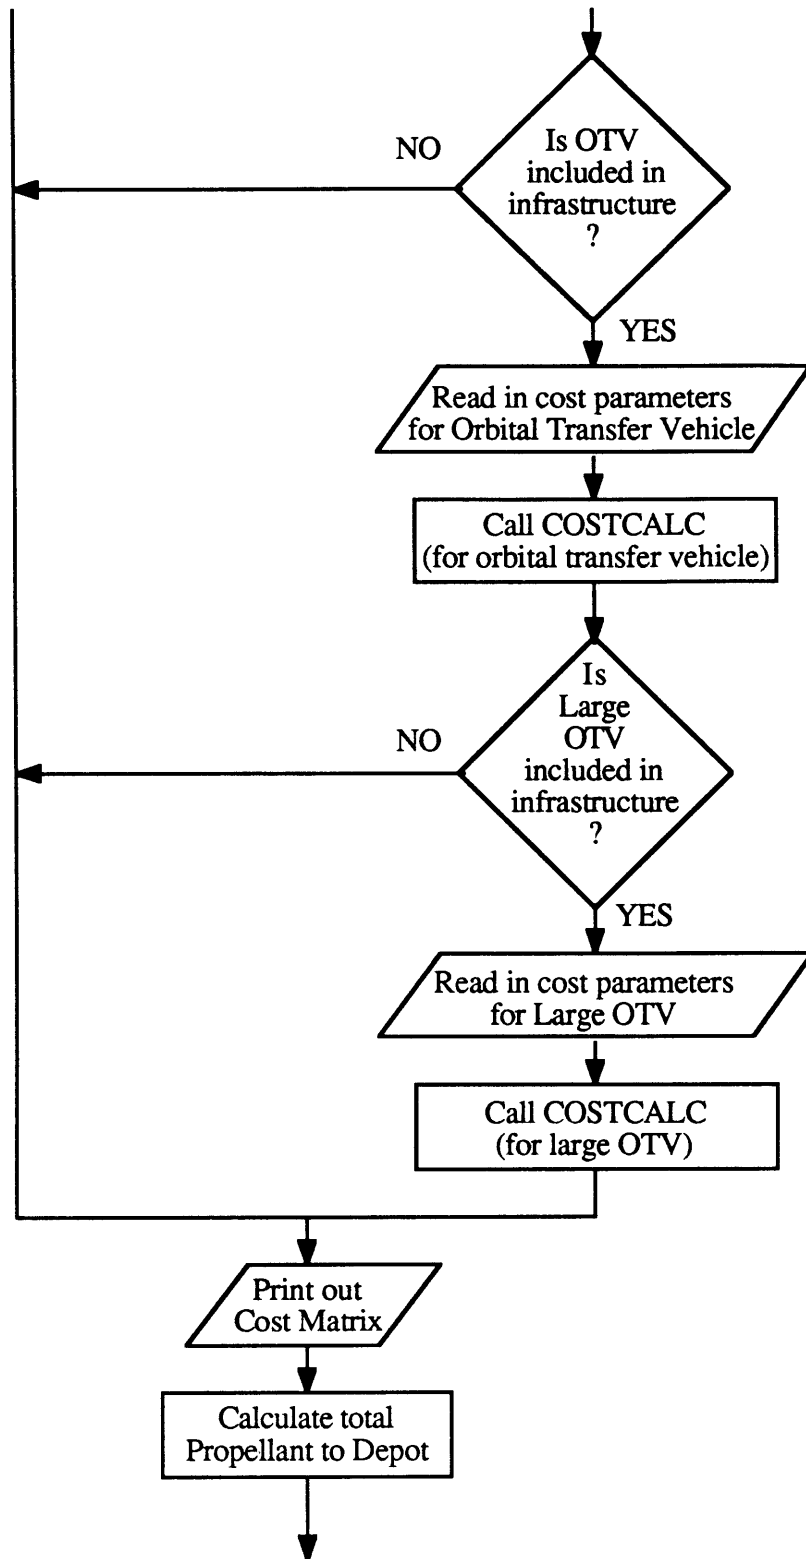 Is OTV
NO
included in
infrastructure
?
YES
Read in cost parameters
for Orbital Transfer Vehicle
Call COSTCALC
(for orbital transfer vehicle)
Is
Large
NO
OTV
included in
infrastructure
?
YES
Read in cost parameters
for Large OTV
Call COSTCALC
(for large OTV)
Print out
Cost Matrix
Calculate total
Propellant to Depot